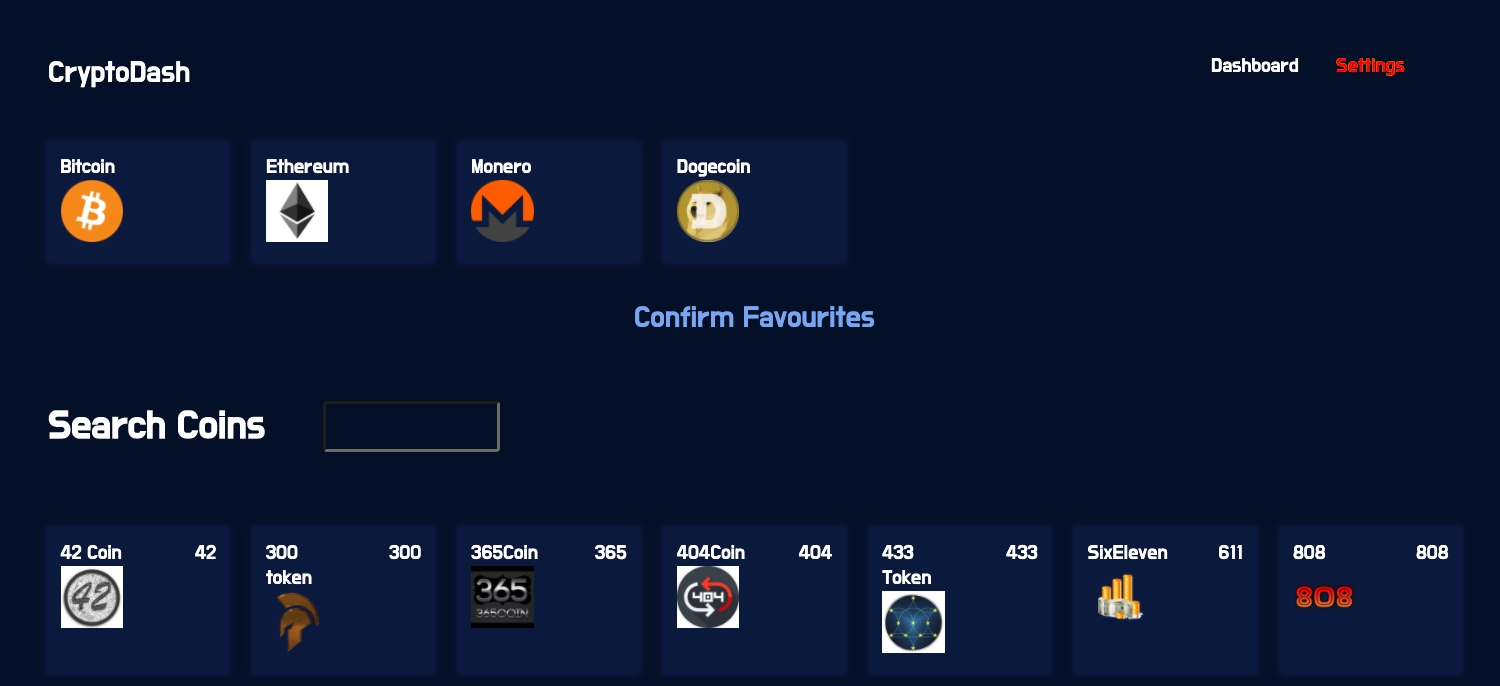 CryptoDash
Dashboard Settings
Bitcoin Ethereum Monero Dogecoin
Confirm Favourites
Search Coins
42 Coin 42 300 300 365Coin 365 404Coin 404 433 433 SixEleven 611 808 808
token Token
42 365 404 808
365COIN